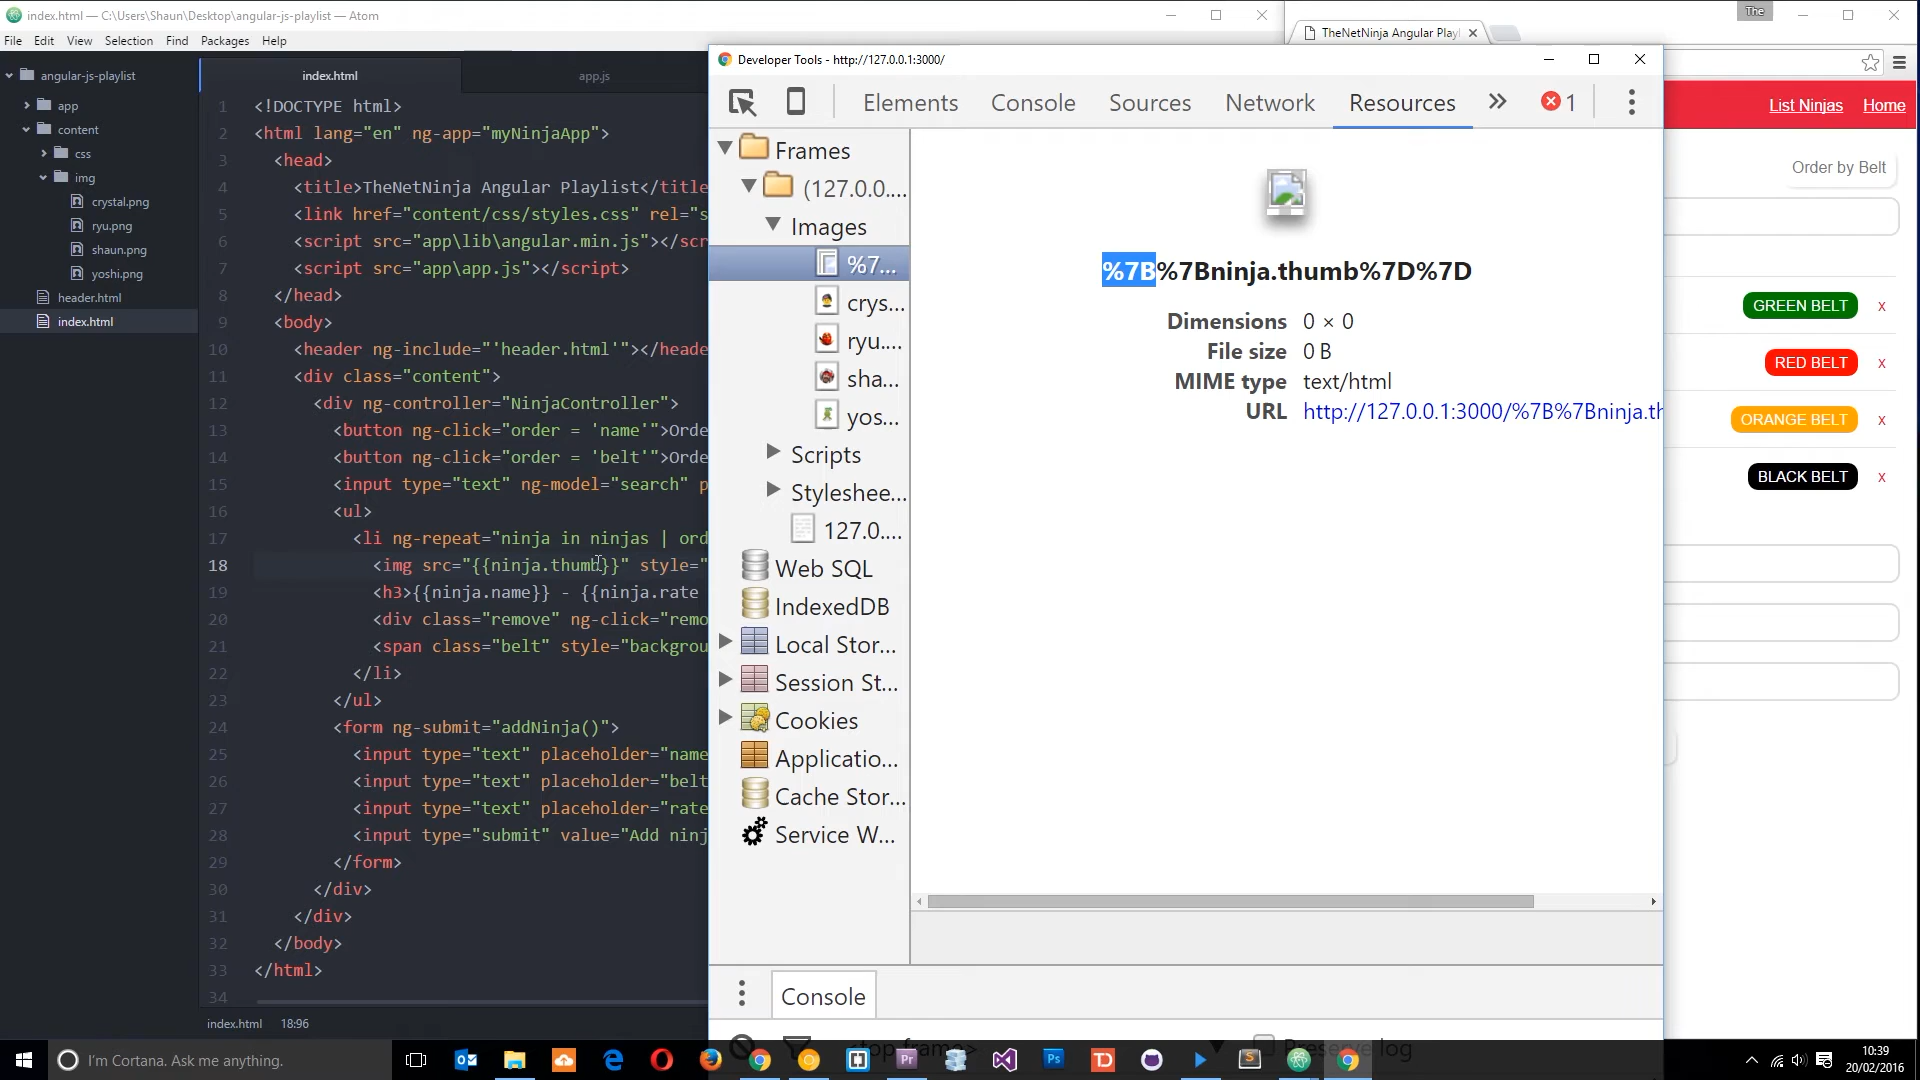 index.html — C:\Users\Shaun\Desktop\angular-js-playlist — Atom
File Edit View Selection Find Packages Help
angular-js-playlist
app
content
css
img
crystal.png
ryu.png
shaun.png
yoshi.png
header.html
index.html
index.html
app.js
1 <!DOCTYPE html>
2 <html lang="en" ng-app="myNinjaApp">
3 <head>
4 <title>TheNetNinja Angular Playlist</title
5 <link href="content/css/styles.css" rel="s
6 <script src="app\lib\angular.min.js"></scr
7 <script src="app\app.js"></script>
8 </head>
9 <body>
10 <header ng-include="'header.html'"></heade
11 <div class="content">
12 <div ng-controller="NinjaController">
13 <button ng-click="order = 'name'">Orde
14 <button ng-click="order = 'belt'">Orde
15 <input type="text" ng-model="search" p
16 <ul>
17 <li ng-repeat="ninja in ninjas | ord
18 <img src="{{ninja.thumb}}" style="
19 <h3>{{ninja.name}} - {{ninja.rate
20 <div class="remove" ng-click="remo
21 <span class="belt" style="backgrou
22 </li>
23 </ul>
24 <form ng-submit="addNinja()">
25 <input type="text" placeholder="name
26 <input type="text" placeholder="belt
27 <input type="text" placeholder="rate
28 <input type="submit" value="Add ninj
29 </form>
30 </div>
31 </div>
32 </body>
33 </html>
34
index.html 18:96
Developer Tools - http://127.0.0.1:3000/
Elements Console Sources Network Resources » 1
Frames
(127.0.0....
Images
%7...
crys...
ryu....
sha...
yos...
Scripts
Styleshee...
127.0....
Web SQL
IndexedDB
Local Stor...
Session St...
Cookies
Applicatio...
Cache Stor...
Service W...
%7B%7Bninja.thumb%7D%7D
Dimensions 0 × 0
File size 0 B
MIME type text/html
URL http://127.0.0.1:3000/%7B%7Bninja.th
Console
<top frame>
Preserve log
The
TheNetNinja Angular Playl
List Ninjas Home
Order by Belt
GREEN BELT x
RED BELT x
ORANGE BELT x
BLACK BELT x
I'm Cortana. Ask me anything.
10:39
20/02/2016